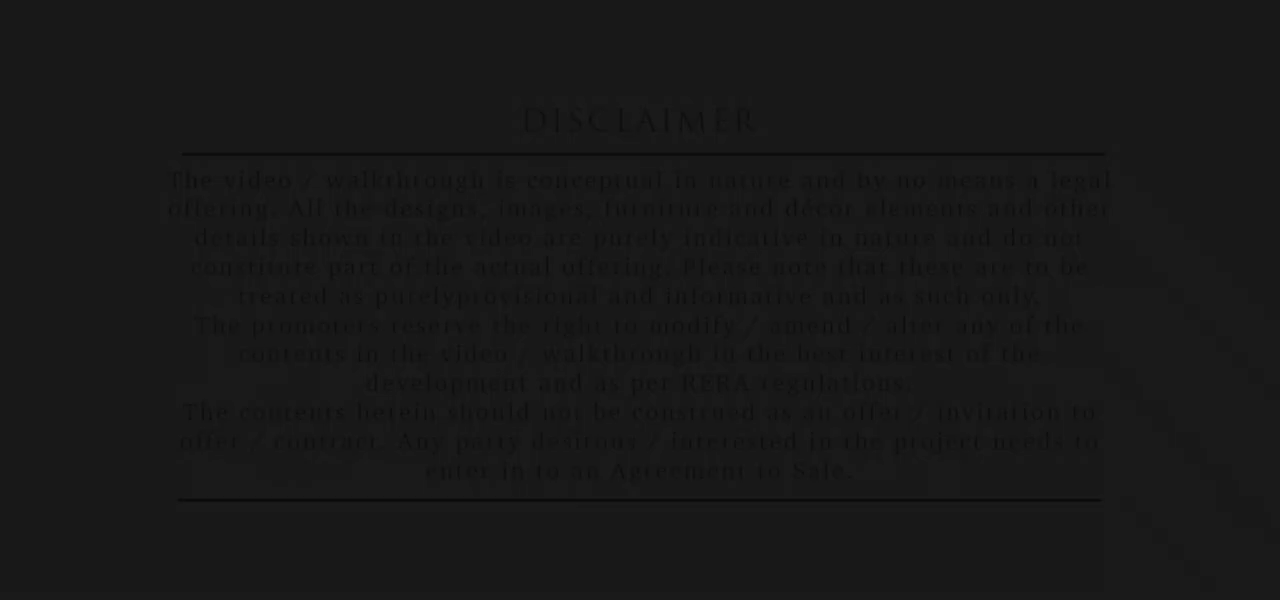 DISCLAIMER
The video / walkthrough is conceptual in nature and by no means a legal
offering. All the designs, images, furniture and décor elements and other
details shown in the video are purely indicative in nature and do not
constitute part of the actual offering. Please note that these are to be
treated as purelyprovisional and informative and as such only.
The promoters reserve the right to modify / amend / alter any of the
contents in the video / walkthrough in the best interest of the
development and as per RERA regulations.
The contents herein should not be construed as an offer / invitation to
offer / contract. Any party desirous / interested in the project needs to
enter in to an Agreement to Sale.